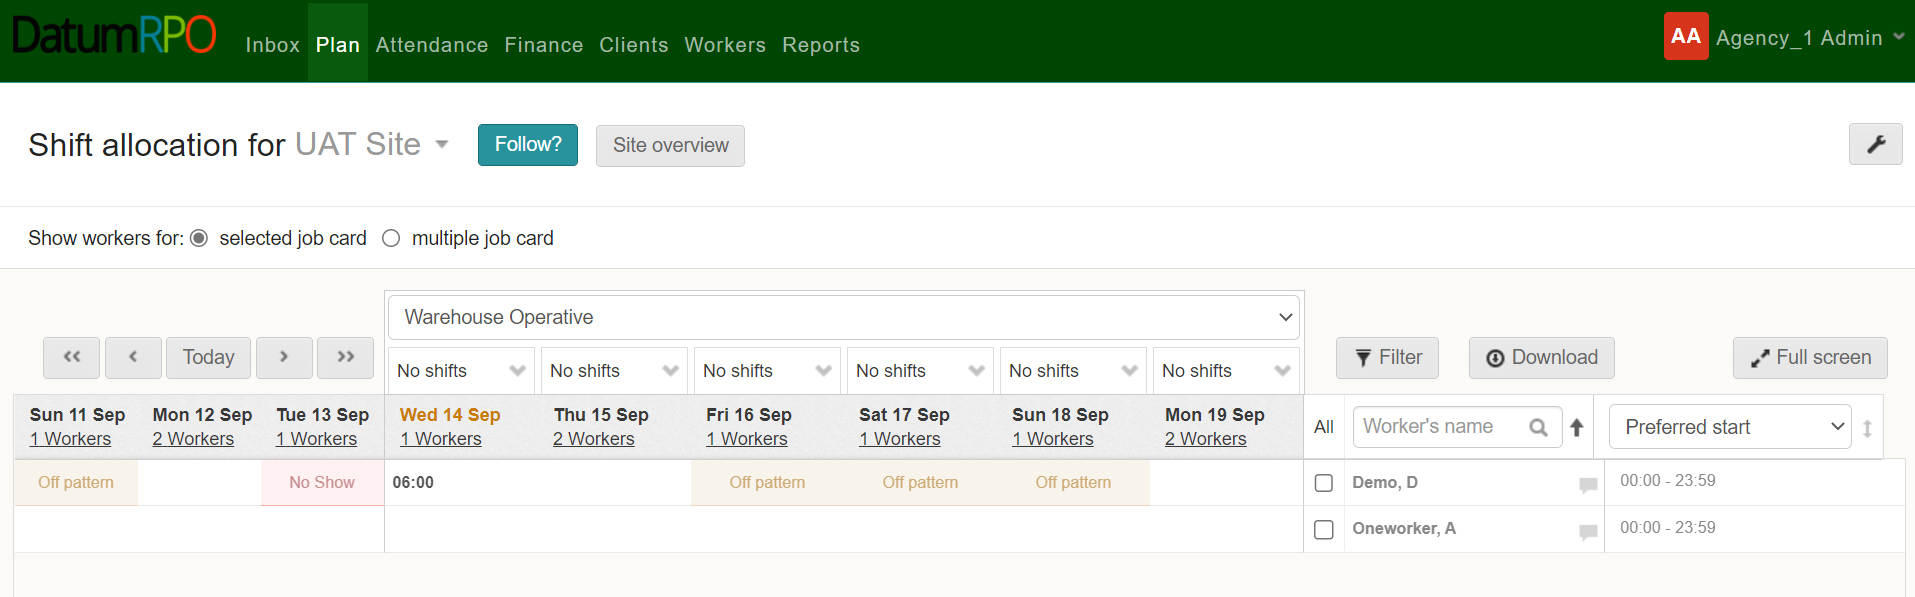 DatumRPO
Inbox Plan Attendance Finance Clients Workers Reports
AA Agency_1 Admin
Shift allocation for UAT Site
Follow?
Site overview
Show workers for: selected job card multiple job card
Warehouse Operative
Today
Filter
Download
Full screen
No shifts No shifts No shifts No shifts No shifts No shifts
Sun 11 Sep Mon 12 Sep Tue 13 Sep Wed 14 Sep Thu 15 Sep Fri 16 Sep Sat 17 Sep Sun 18 Sep Mon 19 Sep
1 Workers 2 Workers 1 Workers 1 Workers 2 Workers 1 Workers 1 Workers 1 Workers 2 Workers
All Worker's name Preferred start
Off pattern No Show 06:00 Off pattern Off pattern Off pattern Demo, D 00:00 - 23:59
Oneworker, A 00:00 - 23:59